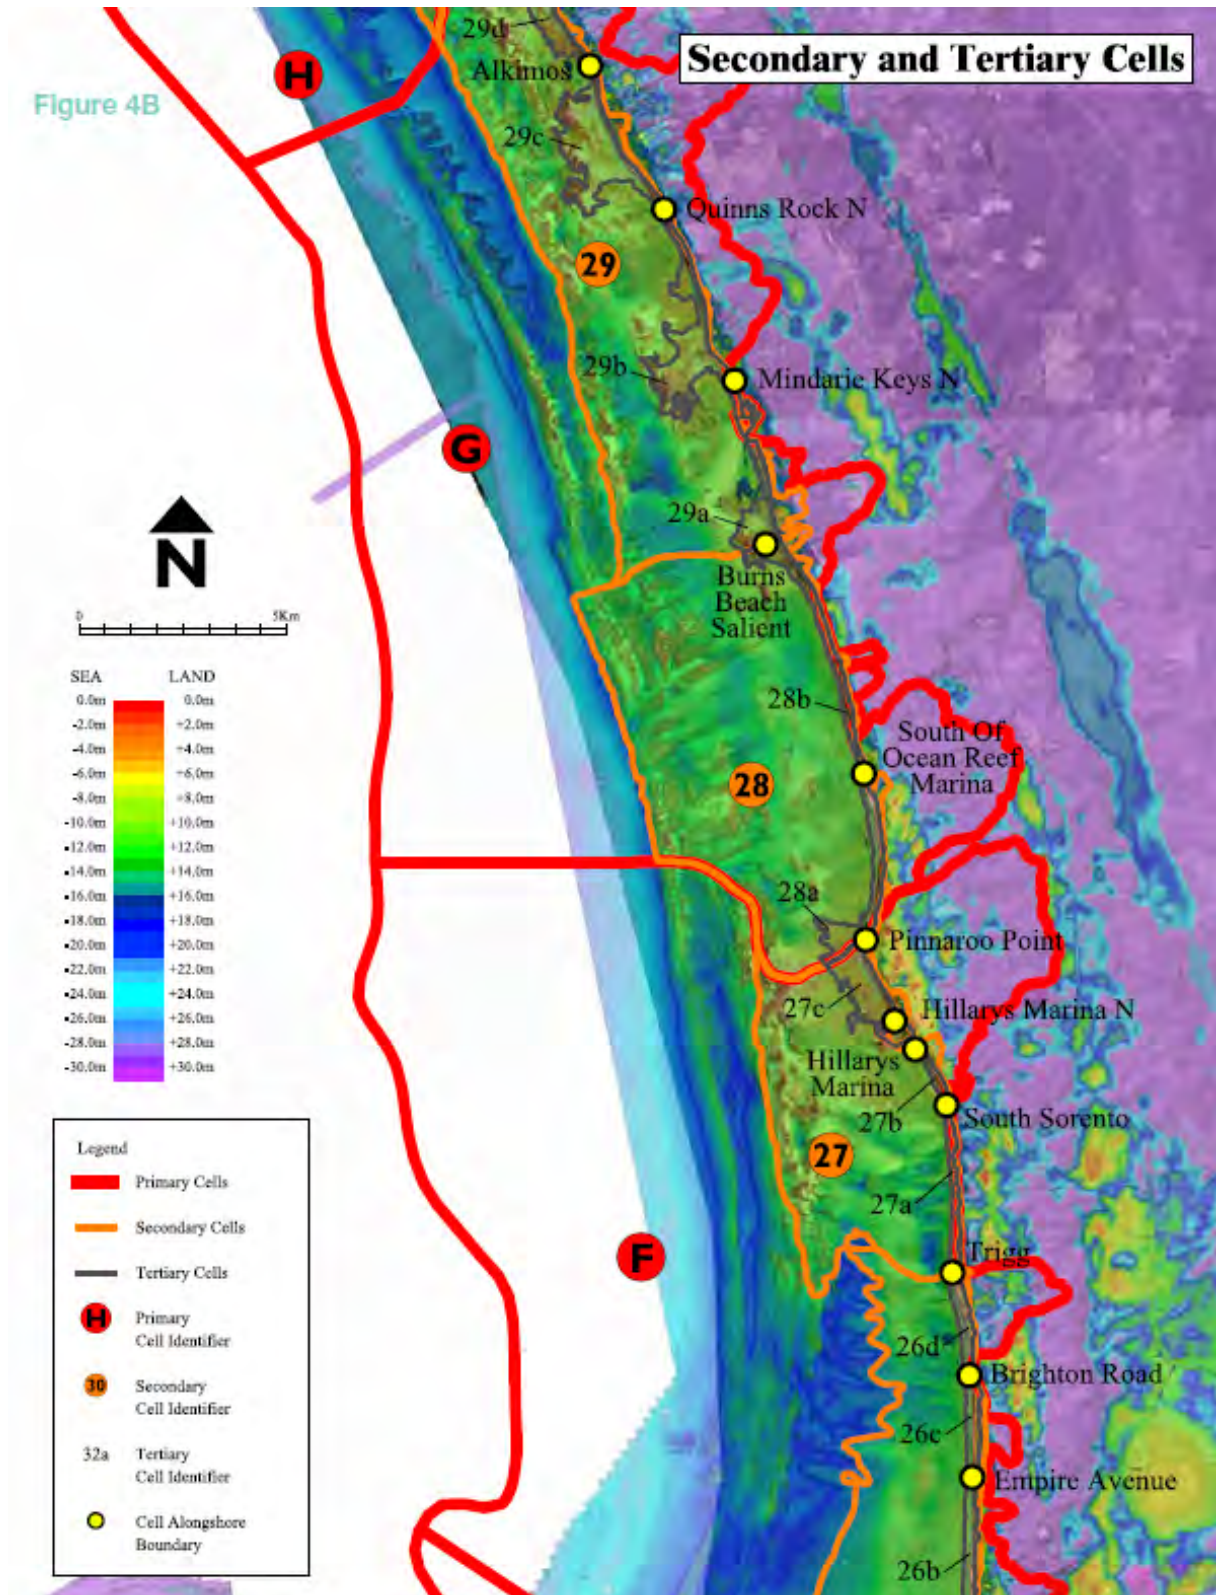 Secondary and Tertiary Cells
Figure 4B
H
29d
Alkimos
29c
Quinns Rock N
29
29b
Mindarie Keys N
G
29a
Burns
Beach
Salient
N
0 5Km
SEA LAND
0.0m 0.0m
-2.0m +2.0m
-4.0m +4.0m
-6.0m +6.0m
-8.0m +8.0m
-10.0m +10.0m
-12.0m +12.0m
-14.0m +14.0m
-16.0m +16.0m
-18.0m +18.0m
-20.0m +20.0m
-22.0m +22.0m
-24.0m +24.0m
-26.0m +26.0m
-28.0m +28.0m
-30.0m +30.0m
28b
South Of
Ocean Reef
Marina
28
28a
Pinnaroo Point
27c
Hillarys Marina N
Hillarys
Marina
27b
South Sorento
27
27a
F
Trigg
26d
Brighton Road
26c
Empire Avenue
26b
Legend
Primary Cells
Secondary Cells
Tertiary Cells
H
Primary
Cell Identifier
30
Secondary
Cell Identifier
32a
Tertiary
Cell Identifier
Cell Alongshore
Boundary